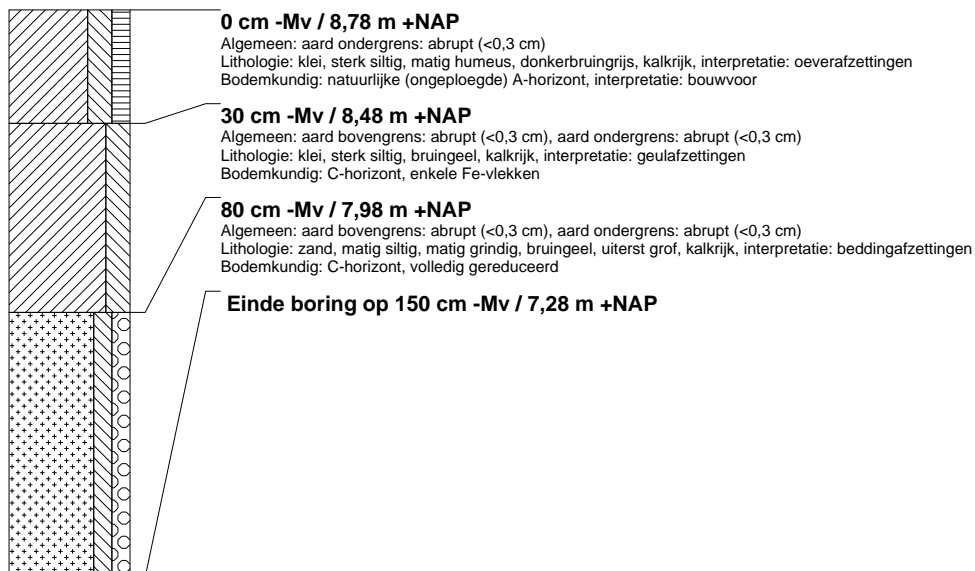 0 cm -Mv / 8,78 m +NAP
Algemeen: aard ondergrens: abrupt (<0,3 cm)
Lithologie: klei, sterk siltig, matig humeus, donkerbruingrijs, kalkrijk, interpretatie: oeverafzettingen
Bodemkundig: natuurlijke (ongeploegde) A-horizont, interpretatie: bouwvoor
30 cm -Mv / 8,48 m +NAP
Algemeen: aard bovengrens: abrupt (<0,3 cm), aard ondergrens: abrupt (<0,3 cm)
Lithologie: klei, sterk siltig, bruingeel, kalkrijk, interpretatie: geulafzettingen
Bodemkundig: C-horizont, enkele Fe-vlekken
80 cm -Mv / 7,98 m +NAP
Algemeen: aard bovengrens: abrupt (<0,3 cm), aard ondergrens: abrupt (<0,3 cm)
Lithologie: zand, matig siltig, matig grindig, bruingeel, uiterst grof, kalkrijk, interpretatie: beddingafzettingen
Bodemkundig: C-horizont, volledig gereduceerd
Einde boring op 150 cm -Mv / 7,28 m +NAP